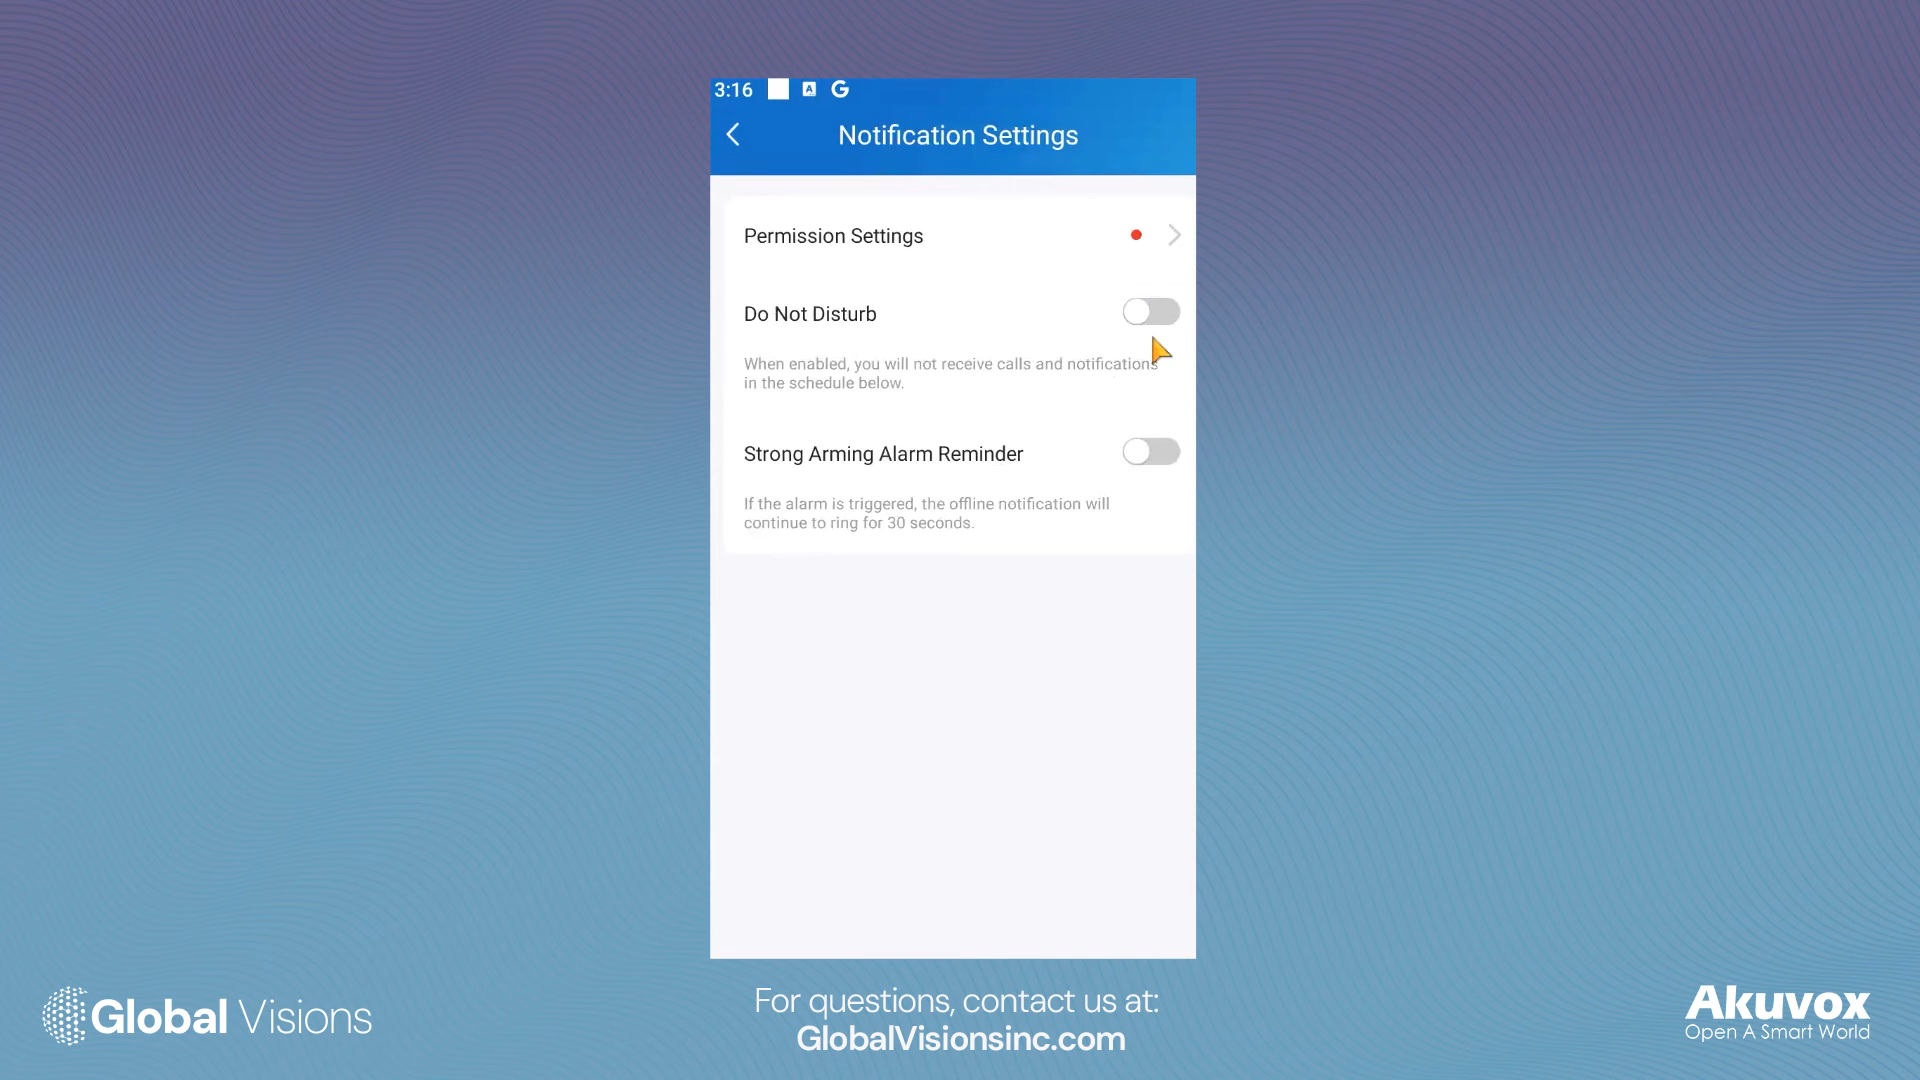 3:16
Notification Settings
Permission Settings
Do Not Disturb
When enabled, you will not receive calls and notifications
in the schedule below.
Strong Arming Alarm Reminder
If the alarm is triggered, the offline notification will
continue to ring for 30 seconds.
Global Visions
For questions, contact us at:
GlobalVisionsinc.com
Akuvox
Open A Smart World